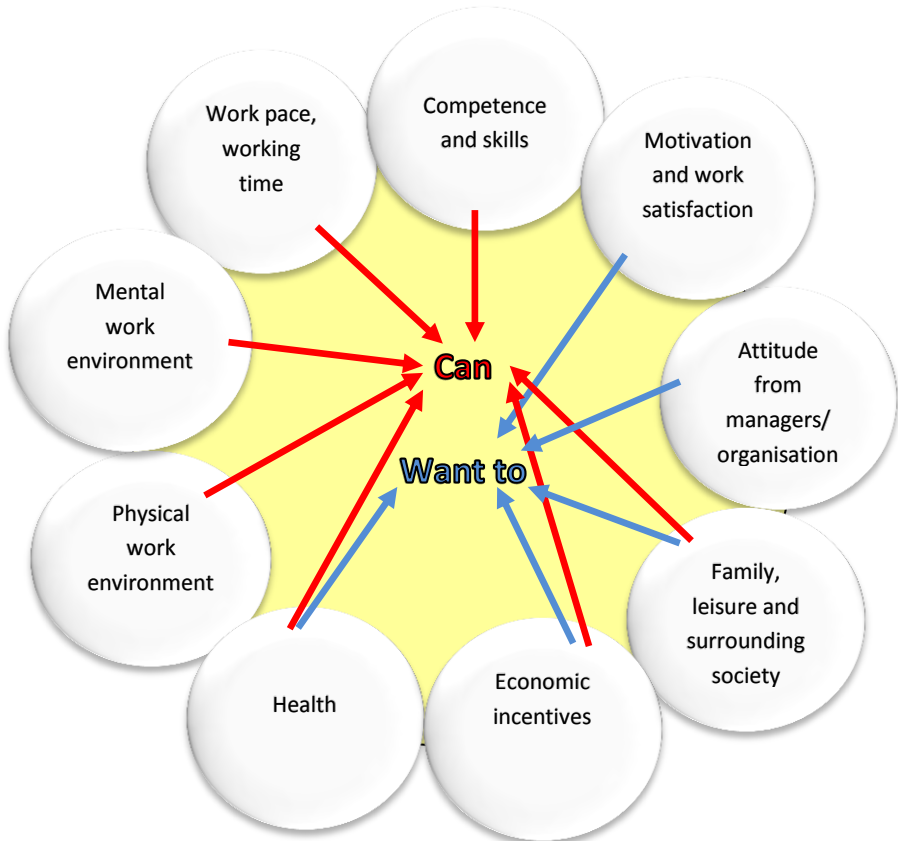 Competence
and skills
Motivation
and work
satisfaction
Attitude
from
managers/
organisation
Family,
leisure and
surrounding
society
Economic
incentives
Health
Physical
work
environment
Mental
work
environment
Work pace,
working
time
Can
Want to